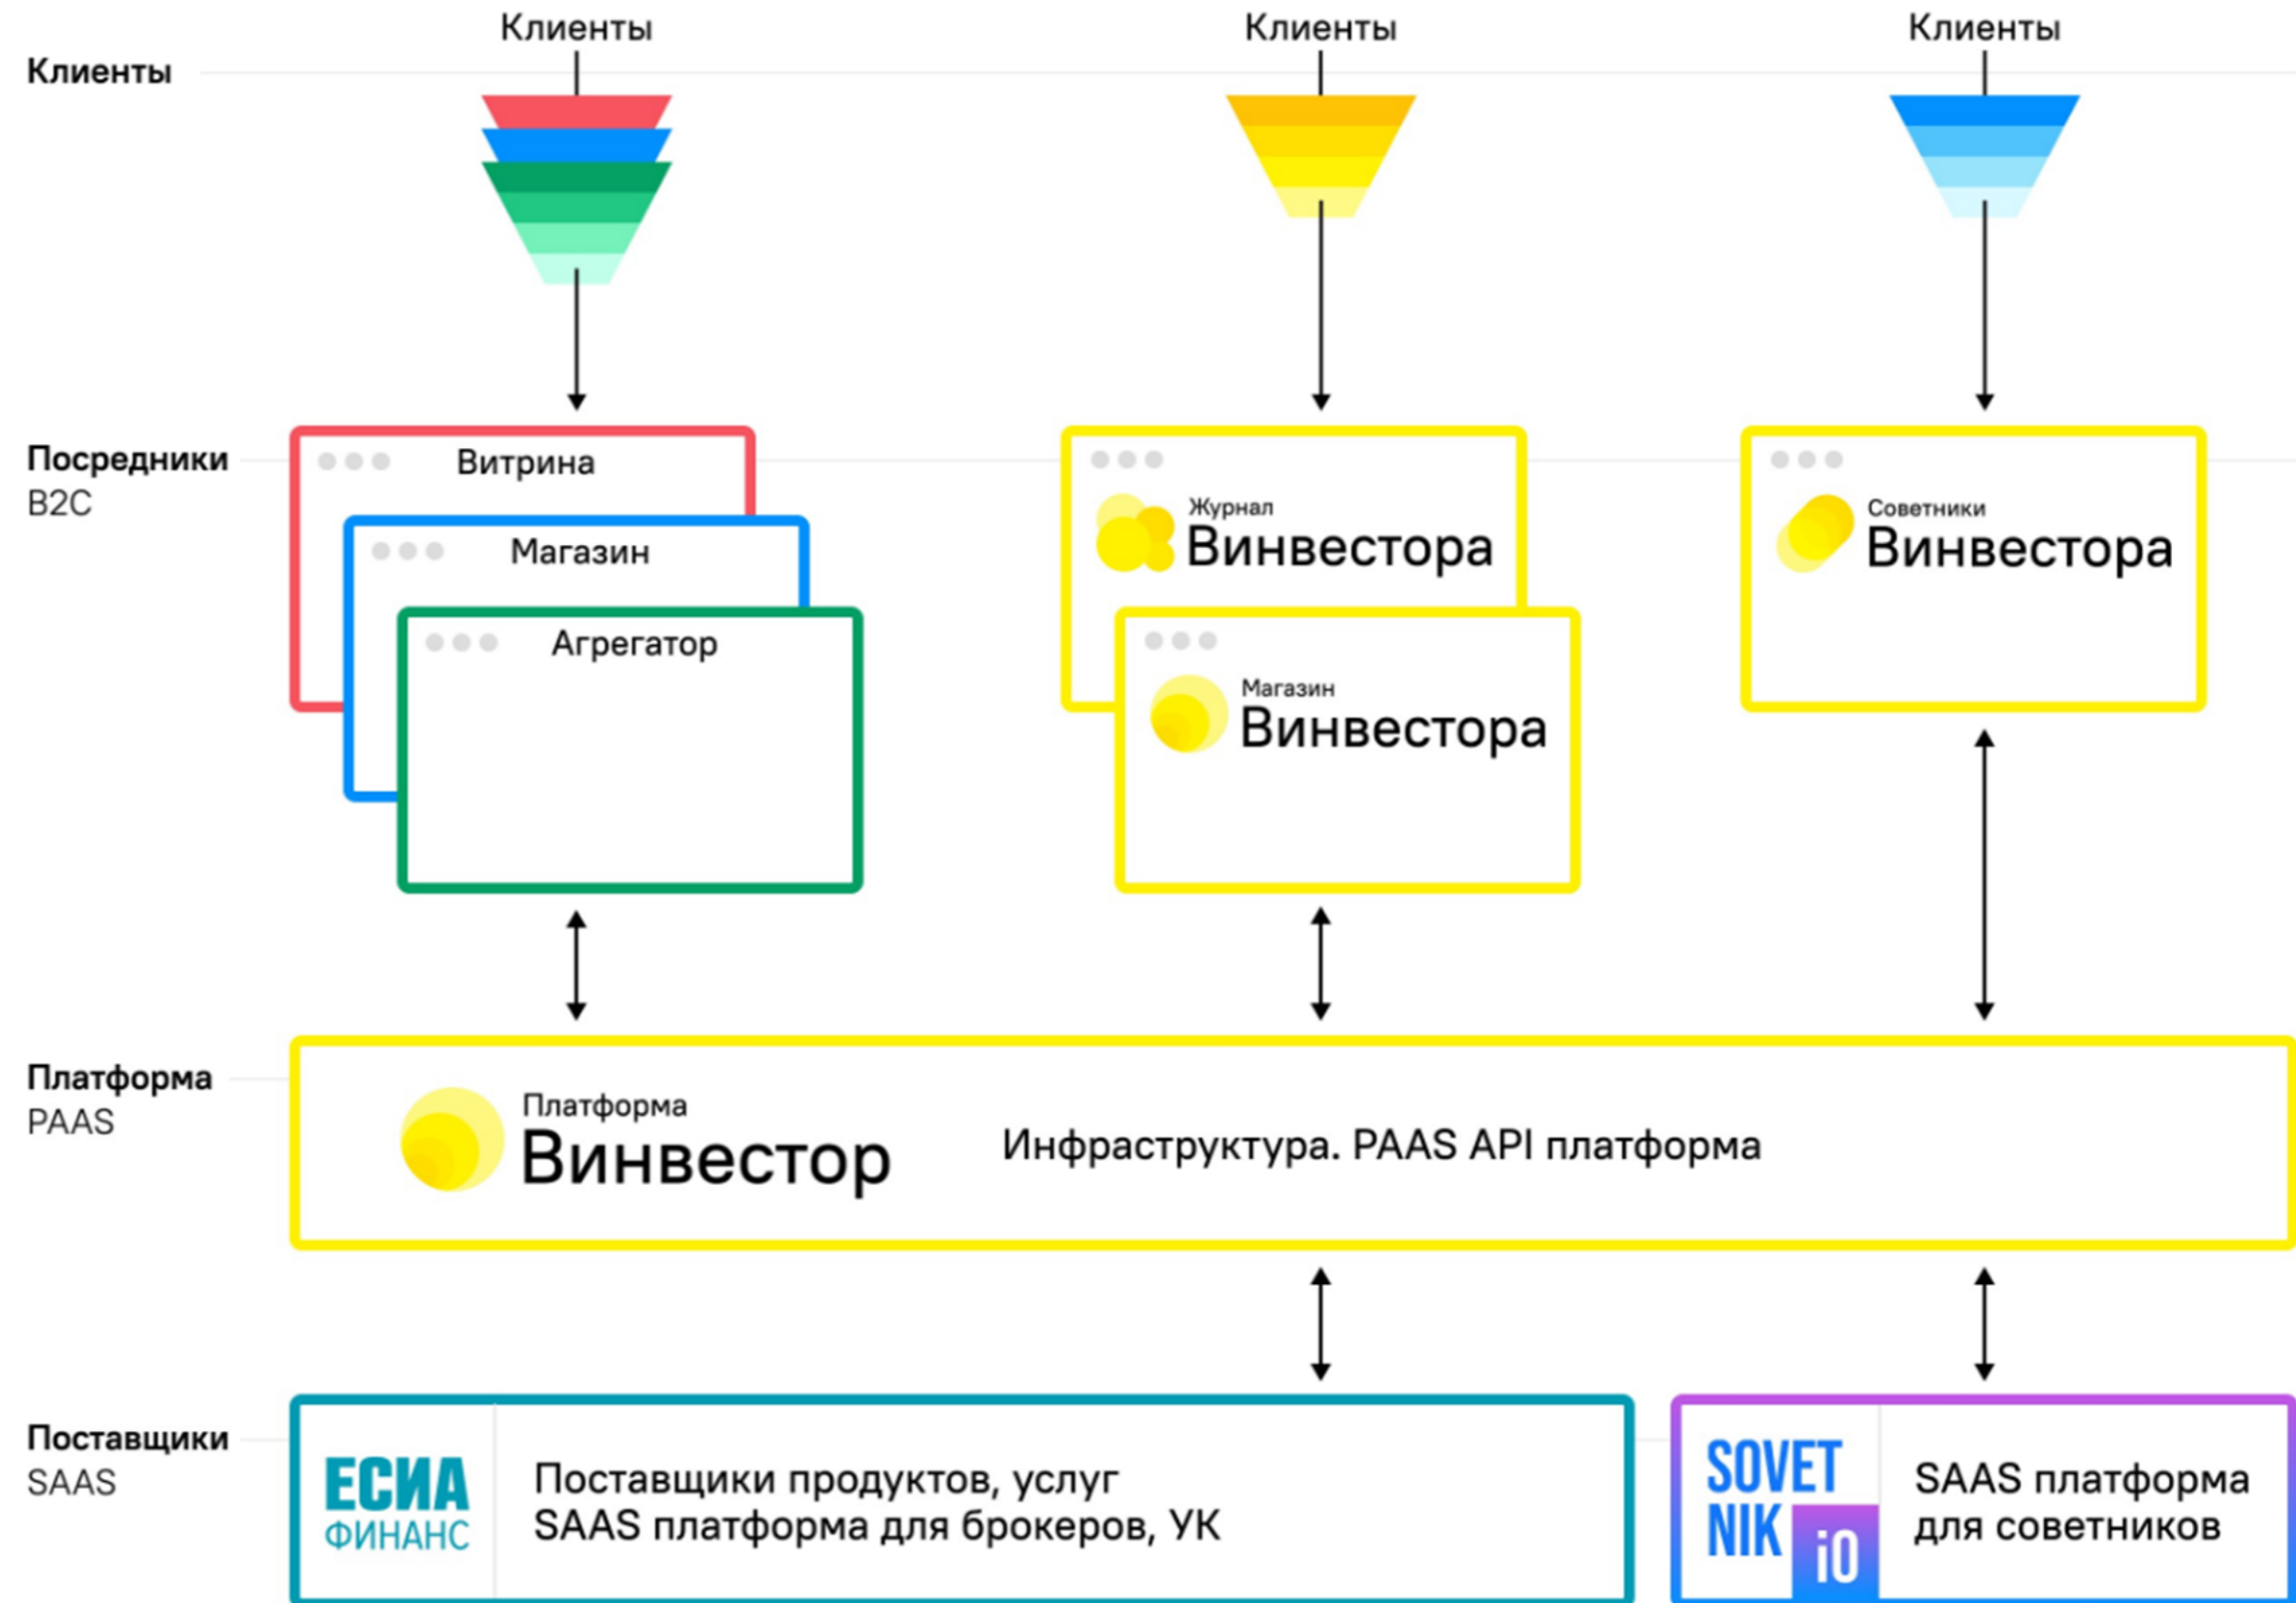 Клиенты
Клиенты
Клиенты
Клиенты
Посредники
B2C
Витрина
Магазин
Агрегатор
Журнал
Винвестора
Магазин
Винвестора
Советники
Винвестора
Платформа
PAAS
Платформа
Винвестор
Инфраструктура. PAAS API платформа
Поставщики
SAAS
ЕСИА
ФИНАНС
Поставщики продуктов, услуг
SAAS платформа для брокеров, УК
SOVET
NIK
iO
SAAS платформа
для советников